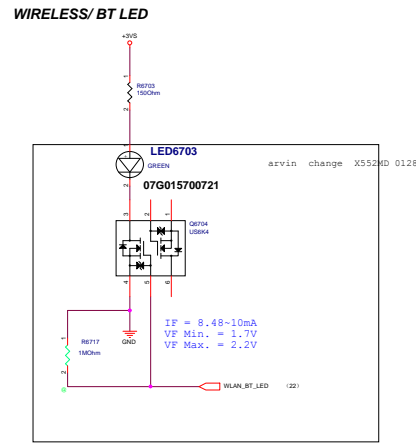 WIRELESS/ BT LED
+3VS
1
R6703
150Ohm
2
1
LED6703
GREEN
arvin change X552MD 0128
2
07G015700721
3 2 1
Q6704
US6K4
4 5 6
IF = 8.48~10mA
VF Min. = 1.7V
VF Max. = 2.2V
GND
1
R6717
1MOhm
2
WLAN_BT_LED (22)
@